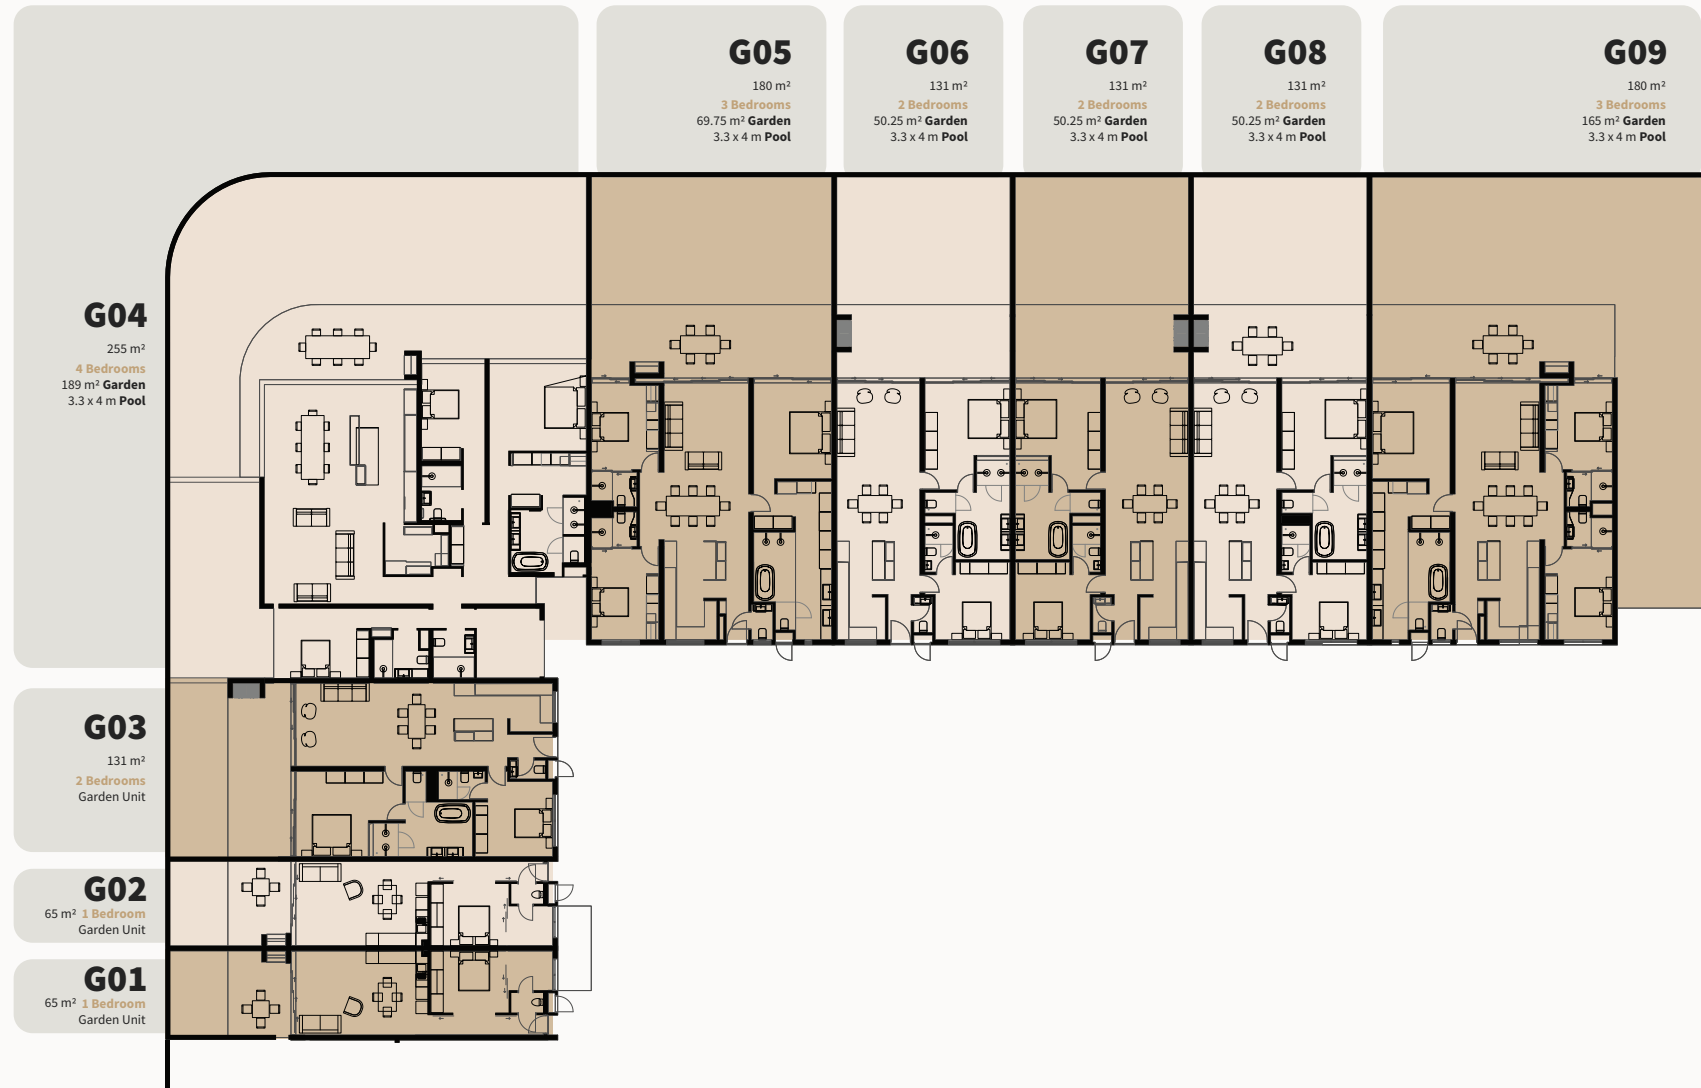 G05
180 m²
3 Bedrooms
69.75 m² Garden
3.3 x 4 m Pool
G06
131 m²
2 Bedrooms
50.25 m² Garden
3.3 x 4 m Pool
G07
131 m²
2 Bedrooms
50.25 m² Garden
3.3 x 4 m Pool
G08
131 m²
2 Bedrooms
50.25 m² Garden
3.3 x 4 m Pool
G09
180 m²
3 Bedrooms
165 m² Garden
3.3 x 4 m Pool
G04
255 m²
4 Bedrooms
189 m² Garden
3.3 x 4 m Pool
G03
131 m²
2 Bedrooms
Garden Unit
G02
65 m² 1 Bedroom
Garden Unit
G01
65 m² 1 Bedroom
Garden Unit